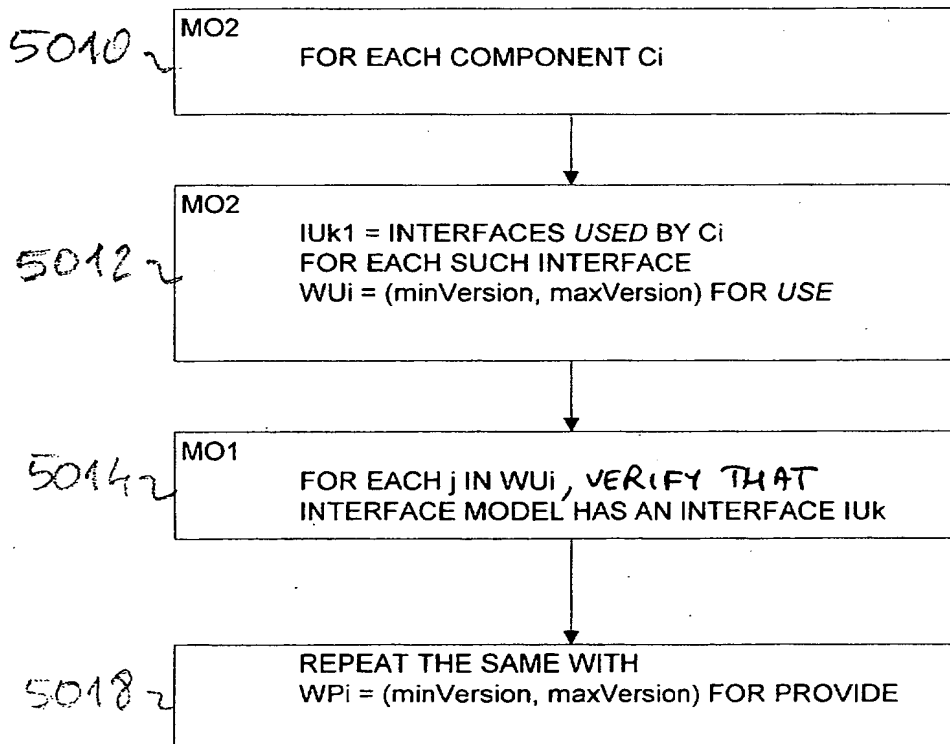 5010
MO2
FOR EACH COMPONENT Ci
5012
MO2
IUk1 = INTERFACES USED BY Ci
FOR EACH SUCH INTERFACE
WUi = (minVersion, maxVersion) FOR USE
5014
MO1
FOR EACH j IN WUi, VERIFY THAT
INTERFACE MODEL HAS AN INTERFACE IUk
5018
REPEAT THE SAME WITH
WPi = (minVersion, maxVersion) FOR PROVIDE